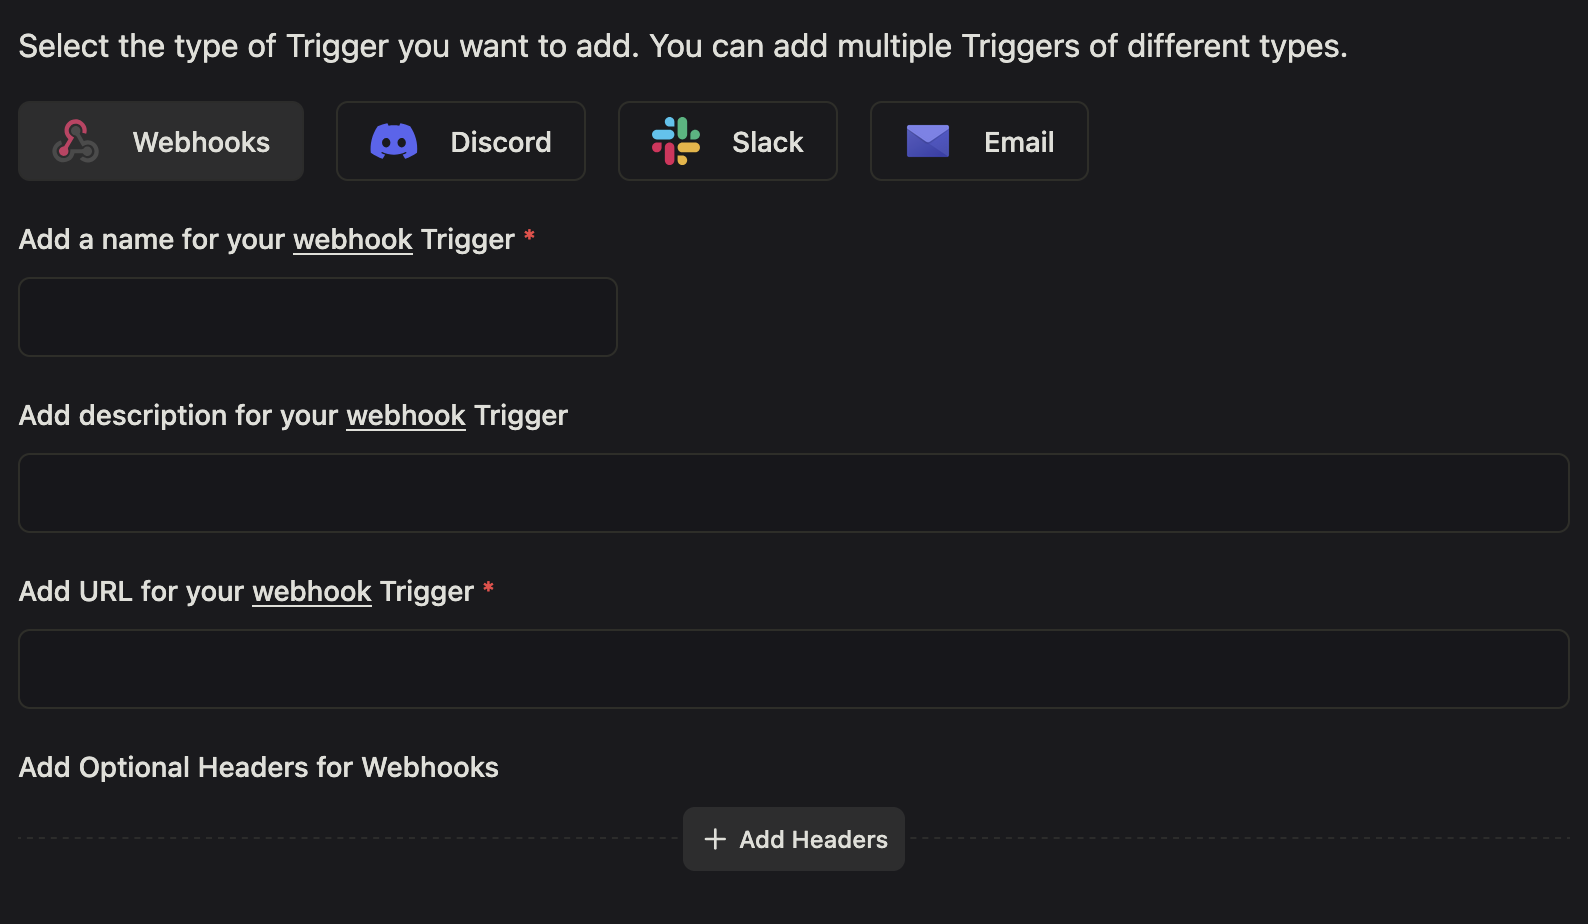 Select the type of Trigger you want to add. You can add multiple Triggers of different types.
Webhooks Discord Slack Email
Add a name for your webhook Trigger *
Add description for your webhook Trigger
Add URL for your webhook Trigger *
Add Optional Headers for Webhooks
+ Add Headers